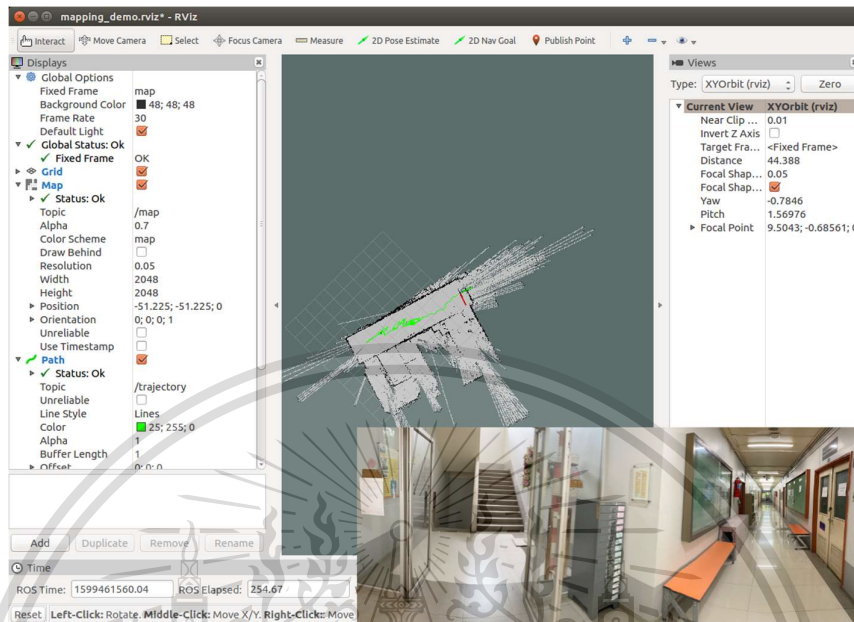 mapping_demo.rviz* - RViz
Interact Move Camera Select Focus Camera Measure 2D Pose Estimate 2D Nav Goal Publish Point
Displays
Global Options
Fixed Frame map
Background Color 48; 48; 48
Frame Rate 30
Default Light
Global Status: Ok
Fixed Frame OK
Grid
Map
Status: Ok
Topic /map
Alpha 0.7
Color Scheme map
Draw Behind
Resolution 0.05
Width 2048
Height 2048
Position -51.225; -51.225; 0
Orientation 0; 0; 0; 1
Unreliable
Use Timestamp
Path
Status: Ok
Topic /trajectory
Unreliable
Line Style Lines
Color 25; 255; 0
Alpha 1
Buffer Length 1
Offset 0; 0; 0
Add Duplicate Remove Rename
Time
ROS Time: 1599461560.04 ROS Elapsed: 254.67
Reset Left-Click: Rotate. Middle-Click: Move X/Y. Right-Click: Move
Views
Type: XYOrbit (rviz) Zero
Current View XYOrbit (rviz)
Near Clip ... 0.01
Invert Z Axis
Target Fra... <Fixed Frame>
Distance 44.388
Focal Shap... 0.05
Focal Shap...
Yaw -0.7846
Pitch 1.56976
Focal Point 9.5043; -0.68561; 0